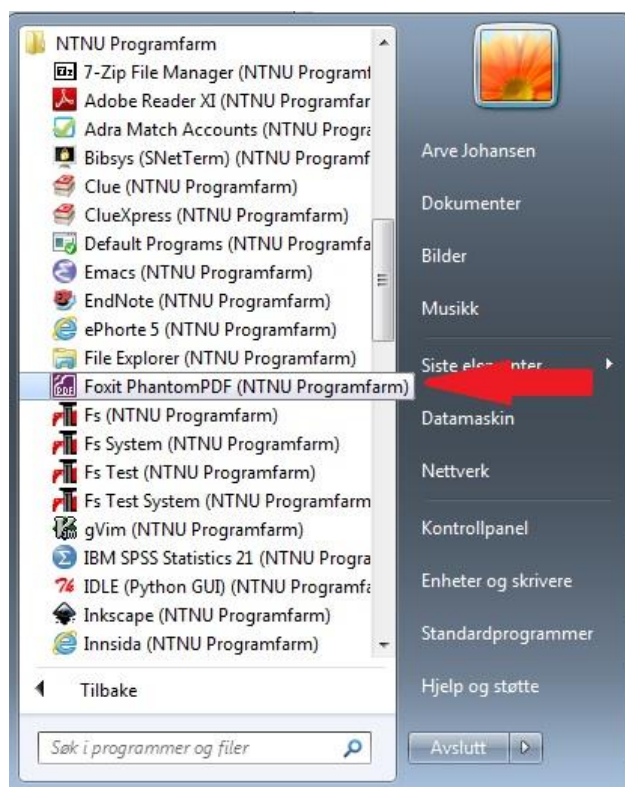 NTNU Programfarm
7-Zip File Manager (NTNU Programf
Adobe Reader XI (NTNU Programfar
Adra Match Accounts (NTNU Progra
Bibsys (SNetTerm) (NTNU Programf
Clue (NTNU Programfarm)
ClueXpress (NTNU Programfarm)
Default Programs (NTNU Programfa
Emacs (NTNU Programfarm)
EndNote (NTNU Programfarm)
ePhorte 5 (NTNU Programfarm)
File Explorer (NTNU Programfarm)
Foxit PhantomPDF (NTNU Programfarm)
Fs (NTNU Programfarm)
Fs System (NTNU Programfarm)
Fs Test (NTNU Programfarm)
Fs Test System (NTNU Programfarm
gVim (NTNU Programfarm)
IBM SPSS Statistics 21 (NTNU Progra
IDLE (Python GUI) (NTNU Programfa
Inkscape (NTNU Programfarm)
Innsida (NTNU Programfarm)
Tilbake
Søk i programmer og filer
Arve Johansen
Dokumenter
Bilder
Musikk
Siste elementer
Datamaskin
Nettverk
Kontrollpanel
Enheter og skrivere
Standardprogrammer
Hjelp og støtte
Avslutt